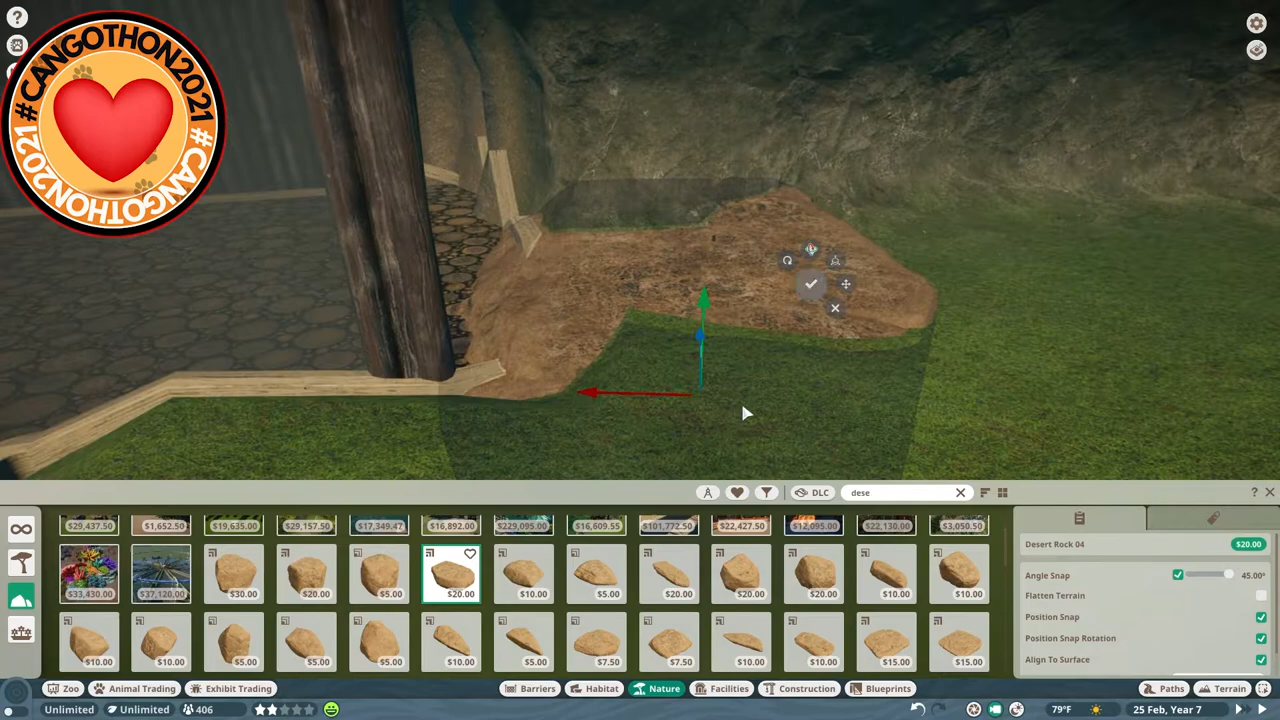 #CANGOTHON2021
#CANGOTHON2021
DLC
dese
?
$29,437.50 $1,652.50 $19,635.00 $29,157.50 $17,349.47 $16,892.00 $229,095.00 $16,609.55 $101,772.50 $22,427.50 $12,095.00 $22,130.00 $3,050.50
$33,430.00 $37,120.00 $30.00 $20.00 $5.00 $20.00 $10.00 $5.00 $20.00 $20.00 $20.00 $10.00 $10.00
$10.00 $10.00 $5.00 $5.00 $5.00 $10.00 $5.00 $7.50 $7.50 $10.00 $10.00 $15.00 $15.00
Desert Rock 04 $20.00
Angle Snap 45.00°
Flatten Terrain
Position Snap
Position Snap Rotation
Align To Surface
Zoo Animal Trading Exhibit Trading Barriers Habitat Nature Facilities Construction Blueprints Paths Terrain
Unlimited Unlimited 406 79°F 25 Feb, Year 7